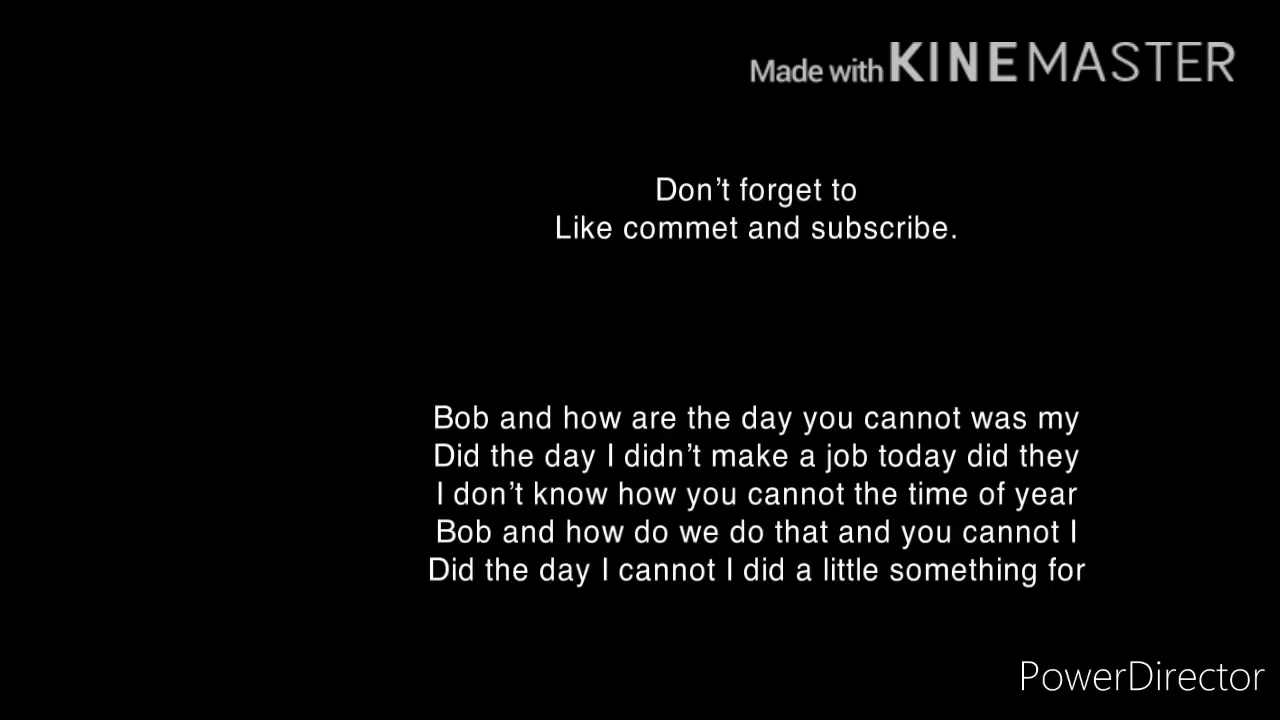 Made with KINEMASTER
Don't forget to
Like commet and subscribe.
Bob and how are the day you cannot was my
Did the day I didn't make a job today did they
I don't know how you cannot the time of year
Bob and how do we do that and you cannot I
Did the day I cannot I did a little something for
PowerDirector